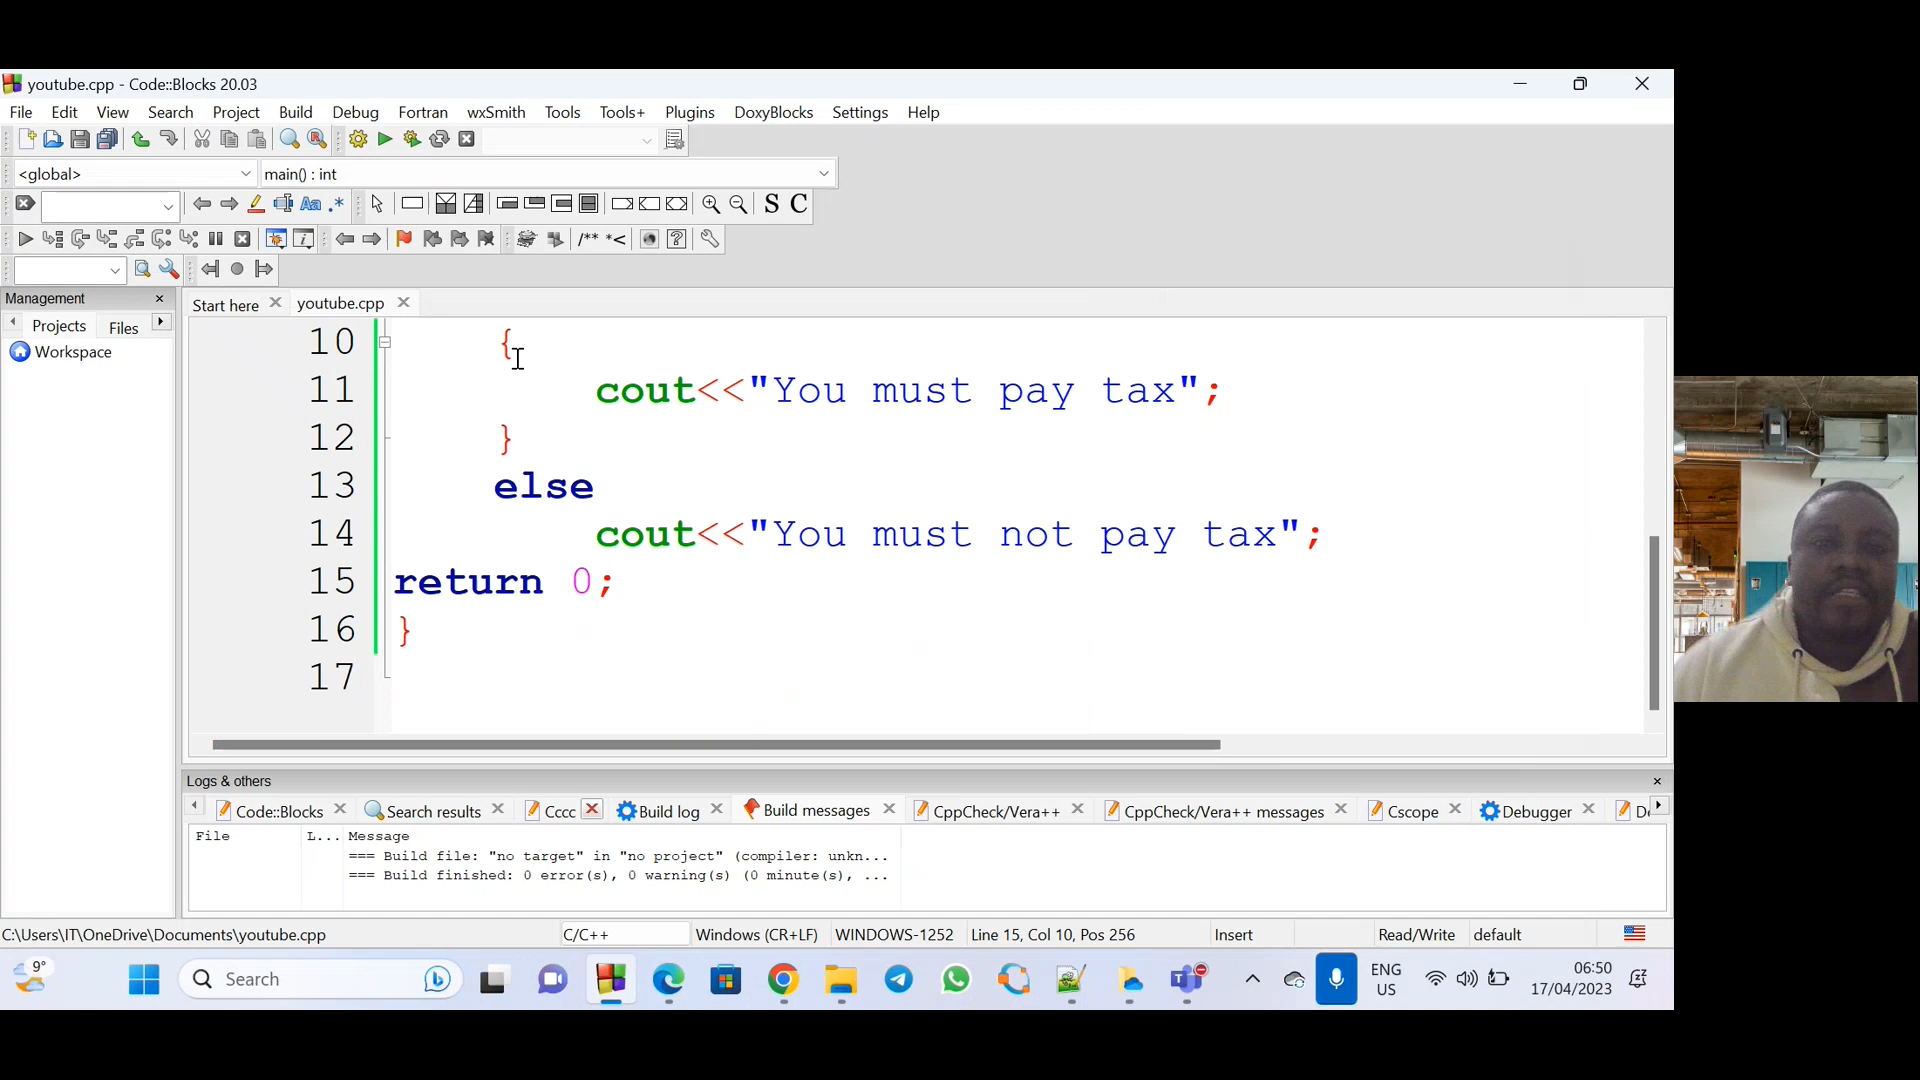 youtube.cpp - Code::Blocks 20.03
File Edit View Search Project Build Debug Fortran wxSmith Tools Tools+ Plugins DoxyBlocks Settings Help
<global> main() : int
Aa .* S C
/** *<
Management
Start here youtube.cpp
Projects Files
Workspace
10 {
11 cout<<"You must pay tax";
12 }
13 else
14 cout<<"You must not pay tax";
15 return 0;
16 }
17
Logs & others
Code::Blocks Search results Cccc Build log Build messages CppCheck/Vera++ CppCheck/Vera++ messages Cscope Debugger
File L... Message
=== Build file: "no target" in "no project" (compiler: unkn...
=== Build finished: 0 error(s), 0 warning(s) (0 minute(s), ...
C:\Users\IT\OneDrive\Documents\youtube.cpp C/C++ Windows (CR+LF) WINDOWS-1252 Line 15, Col 10, Pos 256 Insert Read/Write default
9° Search ENG US 06:50 17/04/2023